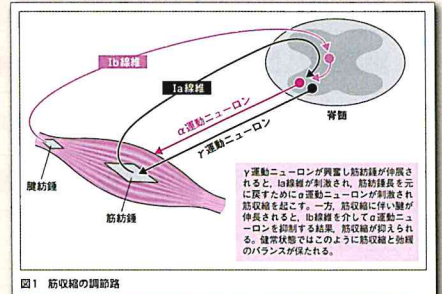 Ib線維
Ia線維
α運動ニューロン
γ運動ニューロン
脊髄
腱紡錘
筋紡錘
γ運動ニューロンが興奮し筋紡錘が伸展さ
れると，Ia線維が刺激され，筋紡錘長を元
に戻すためにα運動ニューロンが刺激され
筋収縮を起こす。一方，筋収縮に伴い腱が
伸長されると，Ib線維を介してα運動ニュ
ーロンを抑制する結果，筋収縮が抑えられ
る。健常状態ではこのように筋収縮と弛緩
のバランスが保たれる。
図1 筋収縮の調節路